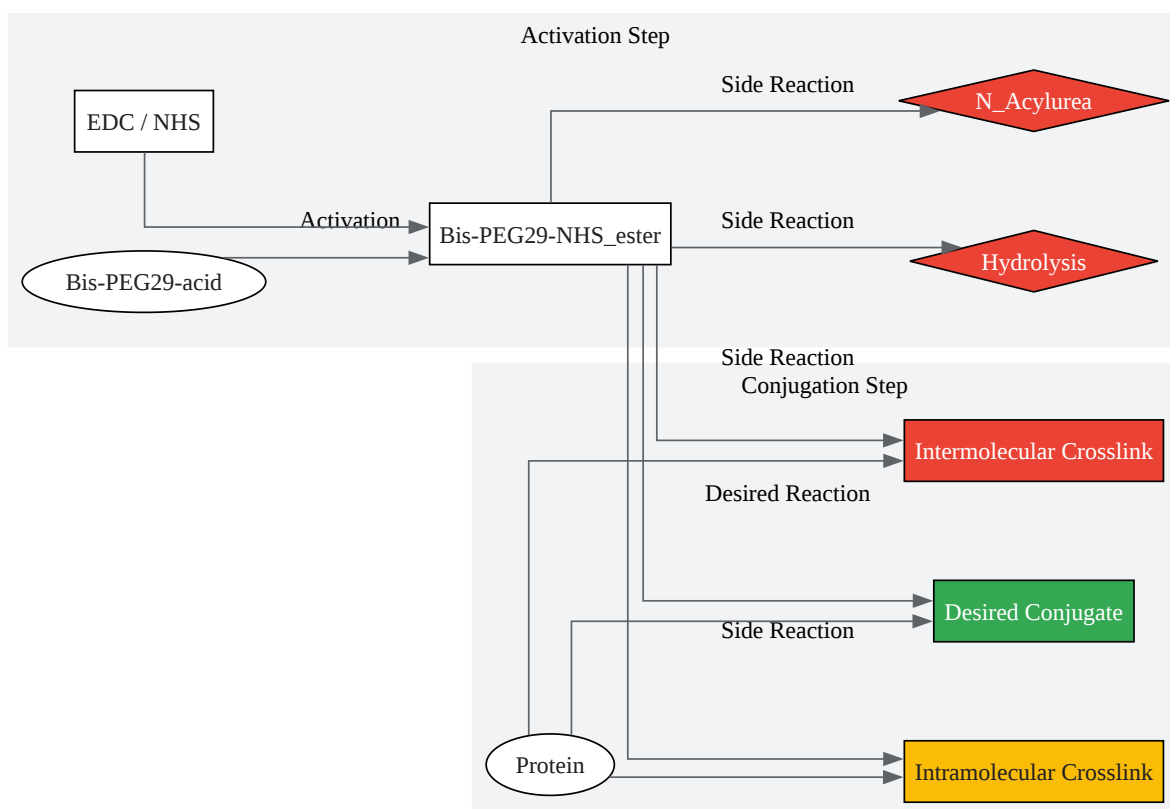 Activation Step
Side Reaction
N_Acylurea
EDC / NHS
Activation
Side Reaction
Bis-PEG29-NHS_ester
Hydrolysis
Bis-PEG29-acid
Side Reaction
Conjugation Step
Intermolecular Crosslink
Desired Reaction
Desired Conjugate
Side Reaction
Protein
Intramolecular Crosslink